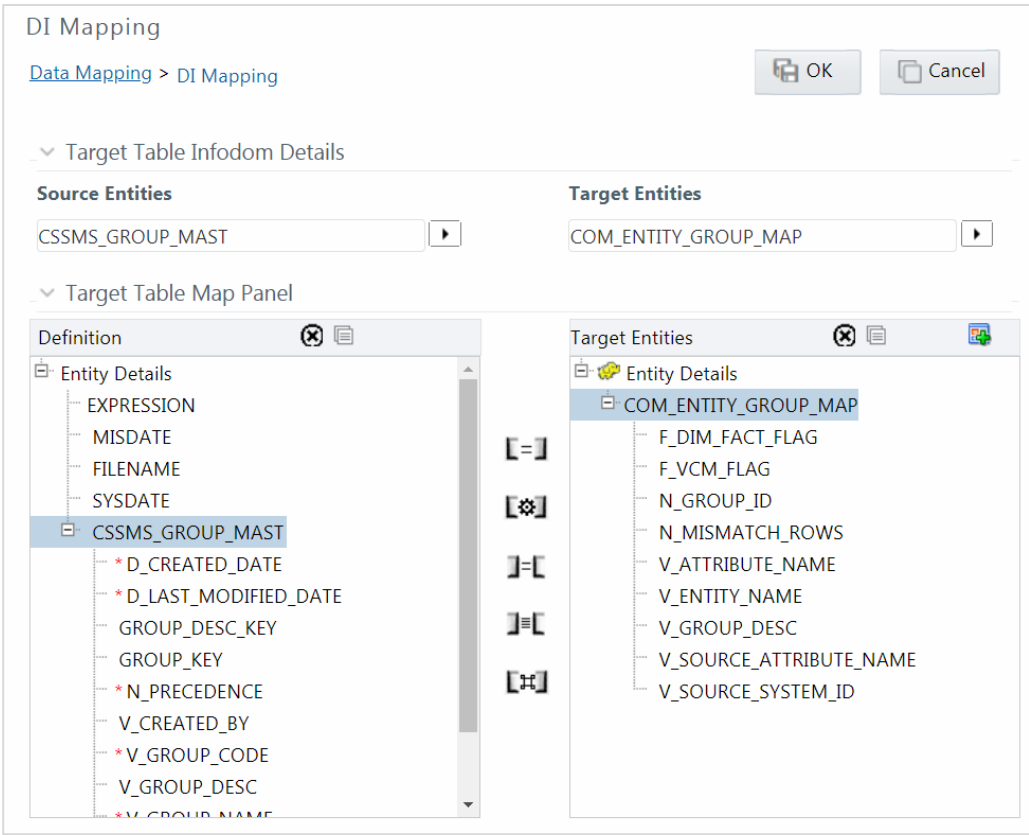 DI Mapping
Data Mapping > DI Mapping
OK
Cancel
Target Table Infodom Details
Source Entities
Target Entities
CSSMS_GROUP_MAST
COM_ENTITY_GROUP_MAP
Target Table Map Panel
Definition
Entity Details
EXPRESSION
MISDATE
FILENAME
SYSDATE
CSSMS_GROUP_MAST
* D_CREATED_DATE
* D_LAST_MODIFIED_DATE
GROUP_DESC_KEY
GROUP_KEY
* N_PRECEDENCE
V_CREATED_BY
* V_GROUP_CODE
V_GROUP_DESC
* V_GROUP_NAME
Target Entities
Entity Details
COM_ENTITY_GROUP_MAP
F_DIM_FACT_FLAG
F_VCM_FLAG
N_GROUP_ID
N_MISMATCH_ROWS
V_ATTRIBUTE_NAME
V_ENTITY_NAME
V_GROUP_DESC
V_SOURCE_ATTRIBUTE_NAME
V_SOURCE_SYSTEM_ID